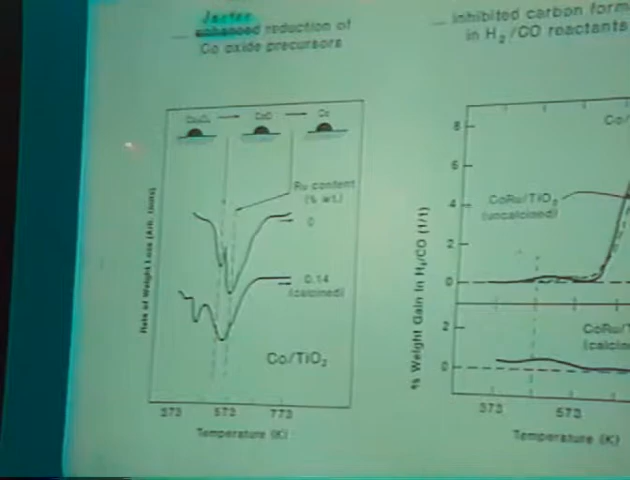 Faster
enhanced reduction of
Co oxide precursors
inhibited carbon form
in H₂/CO reactants
Co₃O₄ → CoO → Co
Ru content
(% wt.)
0
0.14
(calcined)
Co/TiO₂
Rate of Weight Loss (Arb. Units)
373 573 773
Temperature (K)
% Weight Gain in H₂/CO (1/1)
8
6
4
2
0
2
0
Co/
CoRu/TiO₂
(uncalcined)
CoRu/T
(calcine
373 573
Temperature (K)